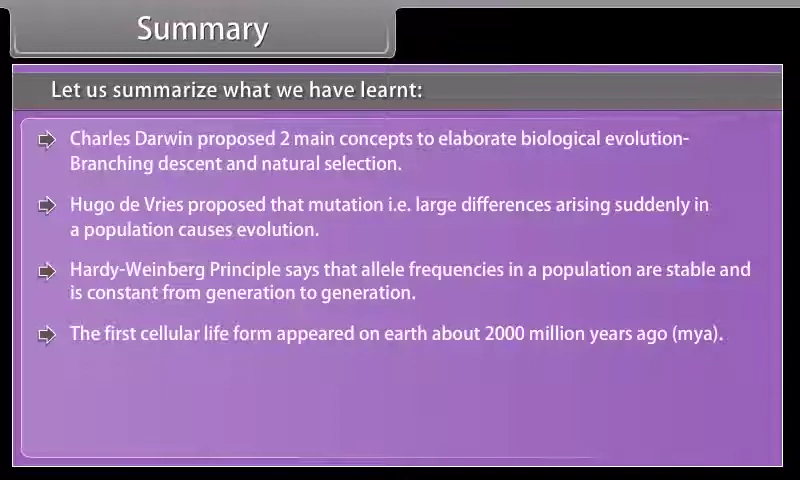 Summary
Let us summarize what we have learnt:
Charles Darwin proposed 2 main concepts to elaborate biological evolution-
Branching descent and natural selection.
Hugo de Vries proposed that mutation i.e. large differences arising suddenly in
a population causes evolution.
Hardy-Weinberg Principle says that allele frequencies in a population are stable and
is constant from generation to generation.
The first cellular life form appeared on earth about 2000 million years ago (mya).